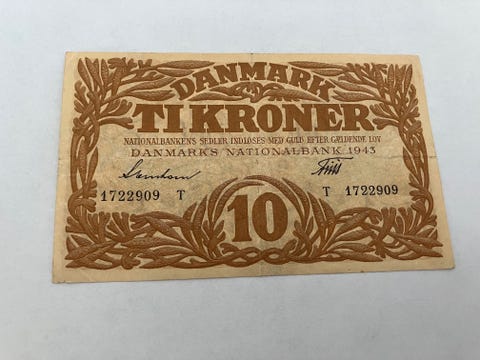 DANMARK
TI KRONER
NATIONALBANKENS SEDLER INDLØSES MED GULD EFTER GÆLDENDE LOV
DANMARKS NATIONALBANK 1943
1722909 T T 1722909
10